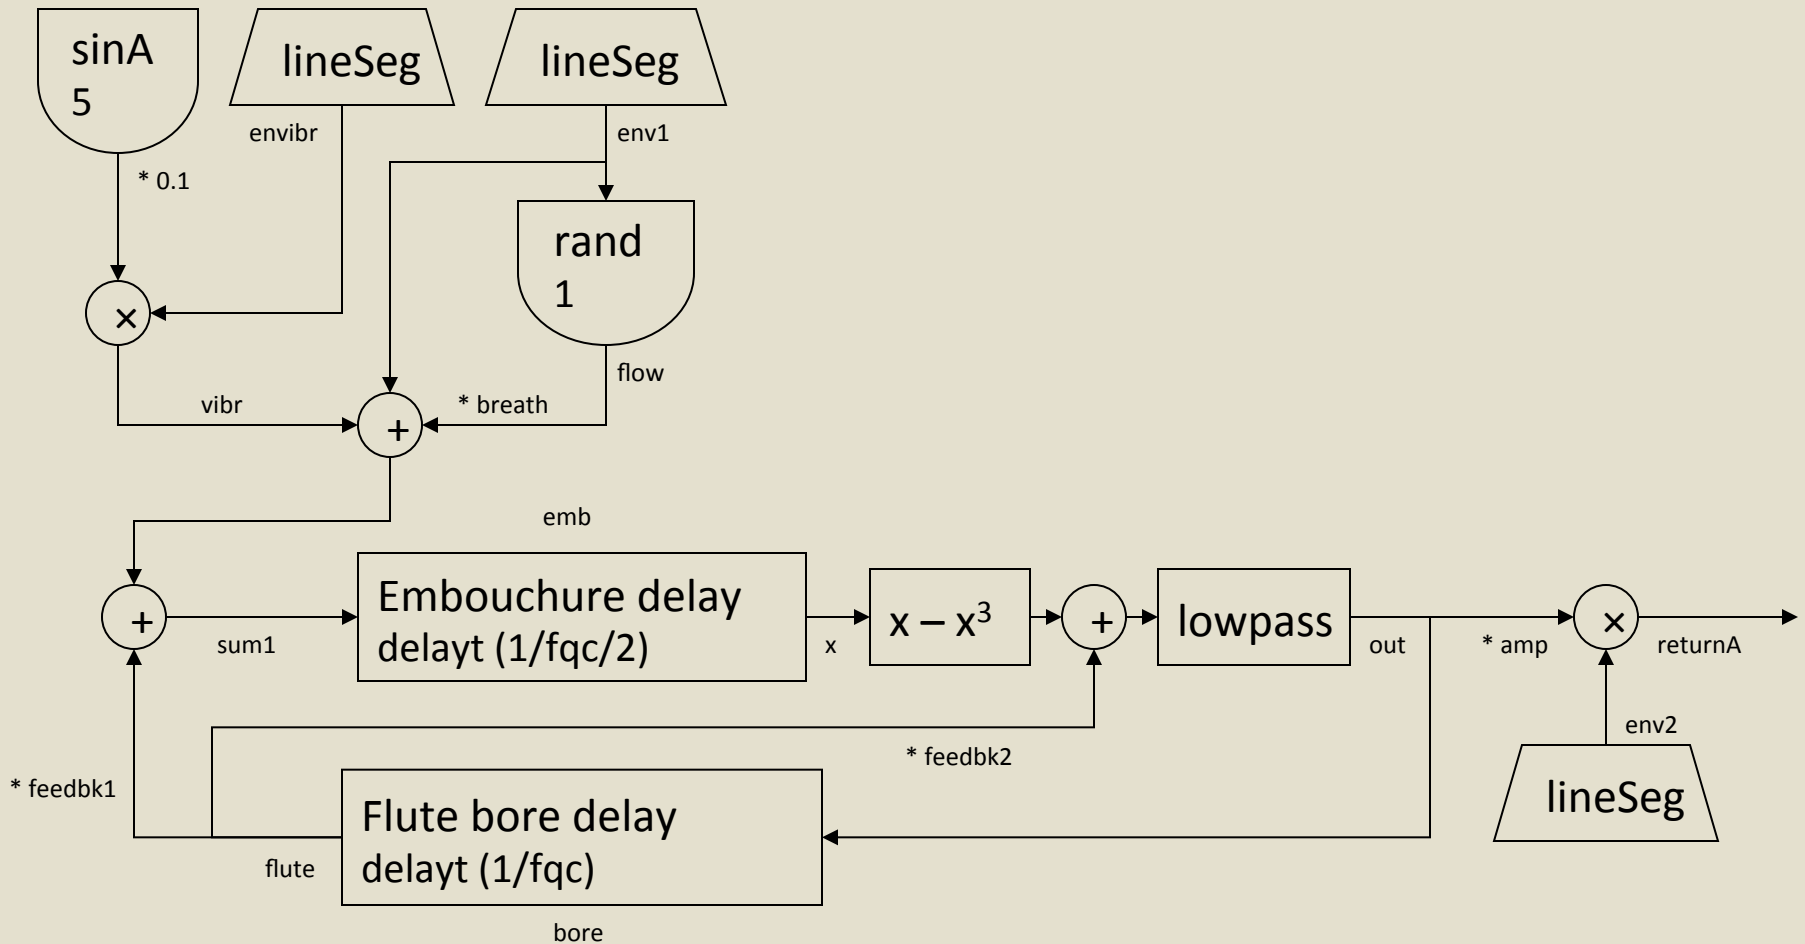 sinA
5
lineSeg
lineSeg
envibr
env1
* 0.1
rand
1
×
flow
vibr
* breath
+
emb
+
sum1
Embouchure delay
delayt (1/fqc/2)
x
x – x³
+
lowpass
out
* amp
×
returnA
env2
lineSeg
* feedbk2
* feedbk1
Flute bore delay
delayt (1/fqc)
flute
bore